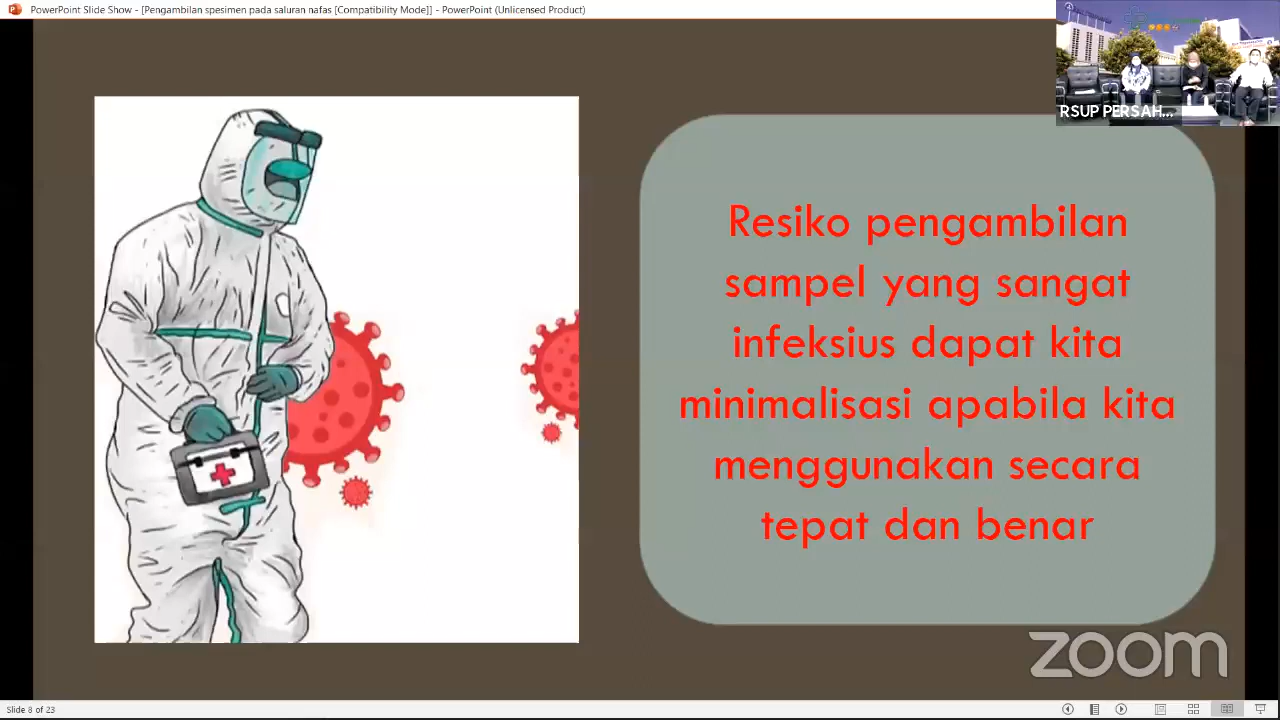 PowerPoint Slide Show - [Pengambilan spesimen pada saluran nafas [Compatibility Mode]] - PowerPoint (Unlicensed Product)
RSUP PERSAH...
Resiko pengambilan
sampel yang sangat
infeksius dapat kita
minimalisasi apabila kita
menggunakan secara
tepat dan benar
zoom
Slide 8 of 23